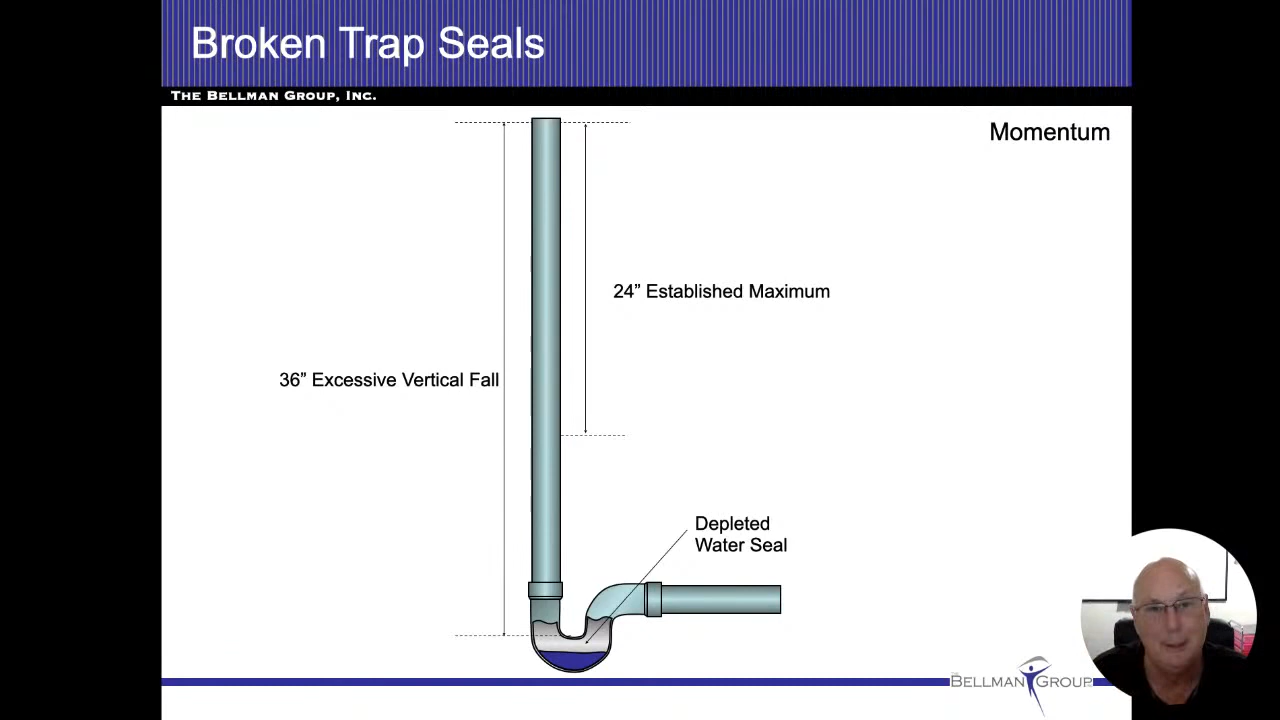 Broken Trap Seals
THE BELLMAN GROUP, INC.
Momentum
24” Established Maximum
36” Excessive Vertical Fall
Depleted
Water Seal
THE BELLMAN GROUP